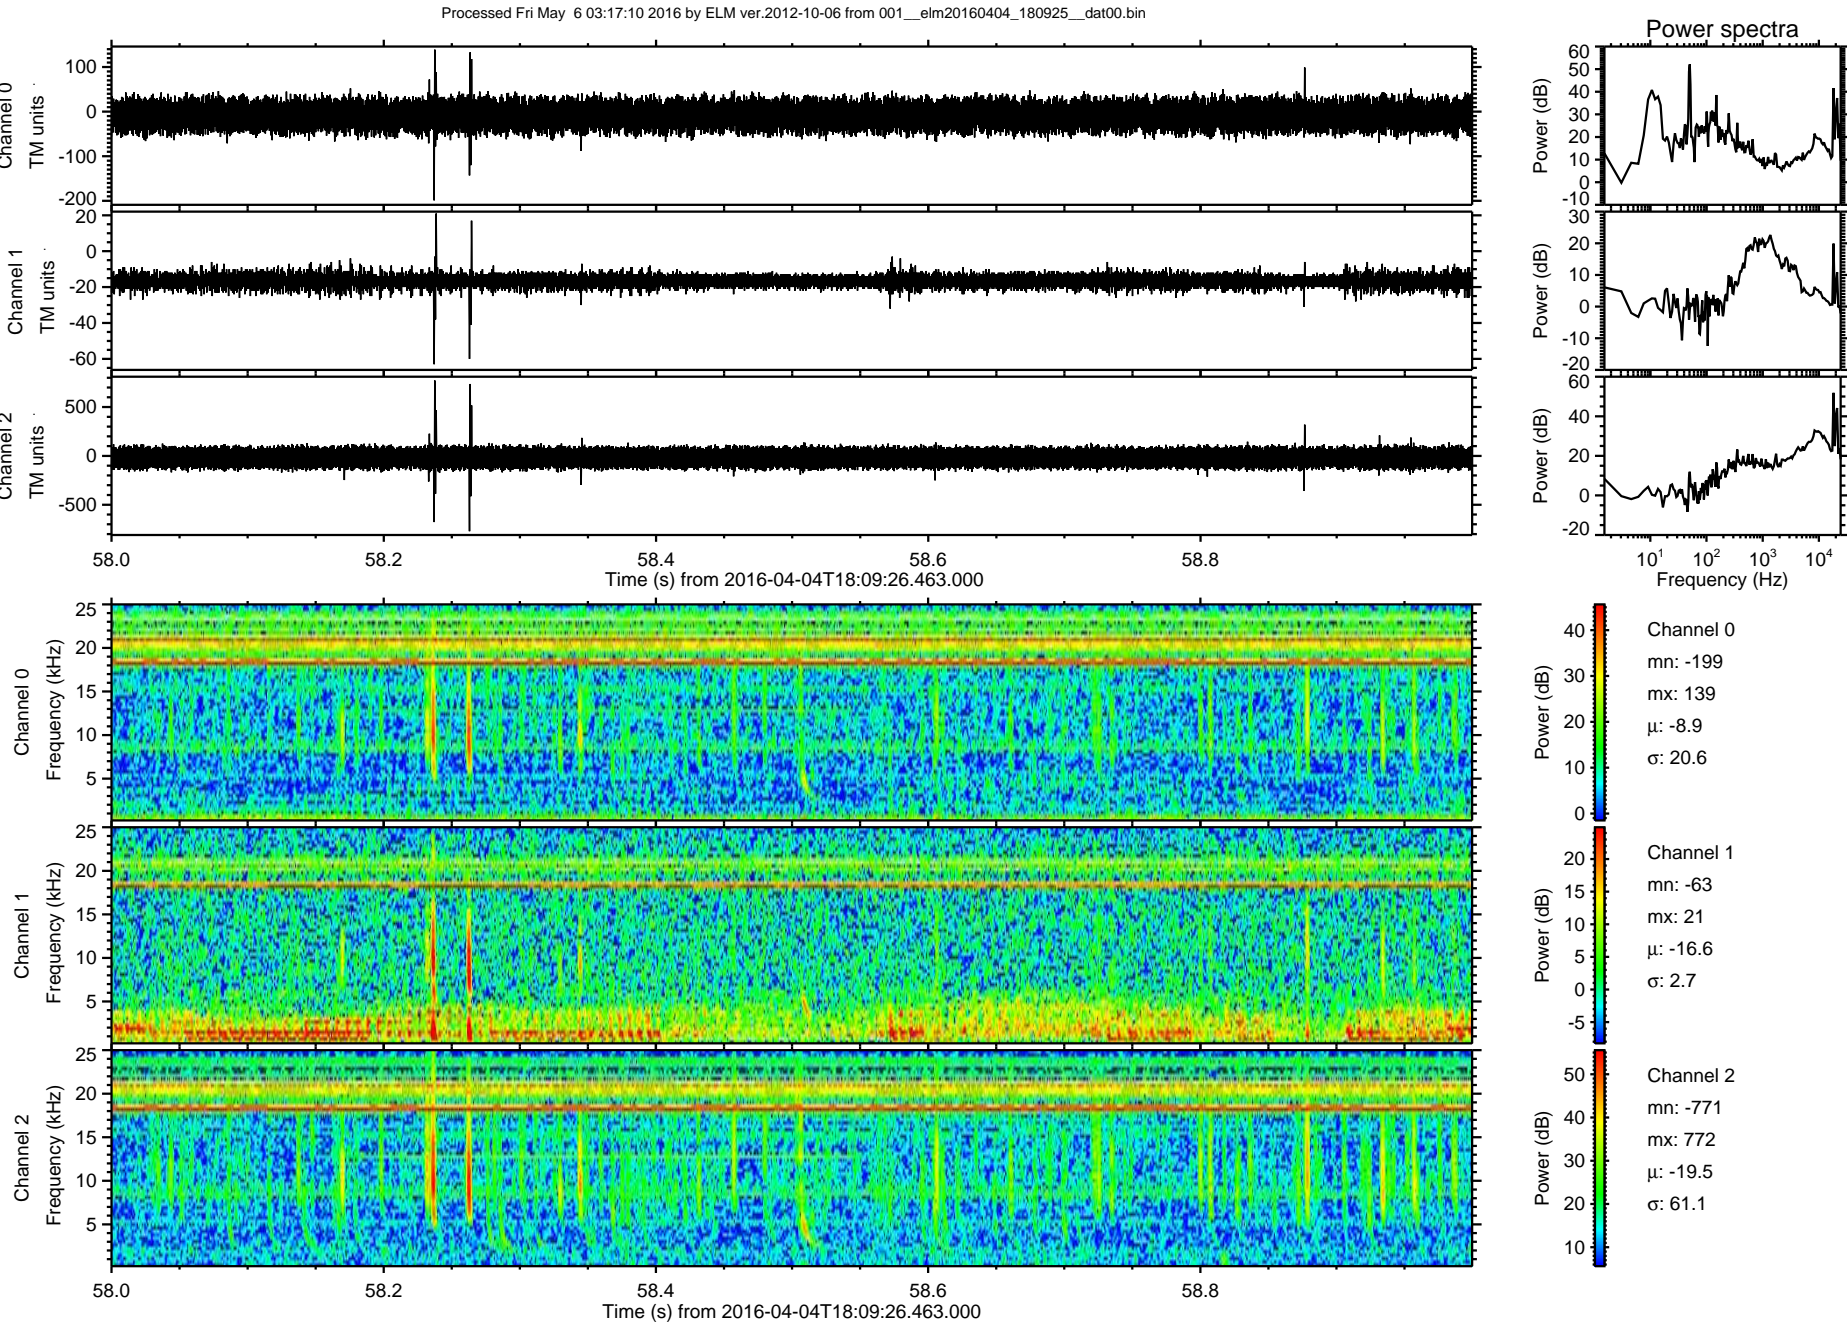 Processed Fri May 6 03:17:10 2016 by ELM ver.2012-10-06 from 001__elm20160404_180925__dat00.bin
Power spectra
Channel 0
TM units
100
0
-100
-200
Power (dB)
60
50
40
30
20
10
0
-10
Channel 1
TM units
20
0
-20
-40
-60
Power (dB)
30
20
10
0
-10
-20
Channel 2
TM units
500
0
-500
Power (dB)
60
40
20
0
-20
58.0 58.2 58.4 58.6 58.8
Time (s) from 2016-04-04T18:09:26.463.000
10^1 10^2 10^3 10^4
Frequency (Hz)
Channel 0
Frequency (kHz)
25
20
15
10
5
Power (dB)
40
30
20
10
0
Channel 0
mn: -199
mx: 139
µ: -8.9
σ: 20.6
Channel 1
Frequency (kHz)
25
20
15
10
5
Power (dB)
20
15
10
5
0
-5
Channel 1
mn: -63
mx: 21
µ: -16.6
σ: 2.7
Channel 2
Frequency (kHz)
25
20
15
10
5
Power (dB)
50
40
30
20
10
Channel 2
mn: -771
mx: 772
µ: -19.5
σ: 61.1
58.0 58.2 58.4 58.6 58.8
Time (s) from 2016-04-04T18:09:26.463.000